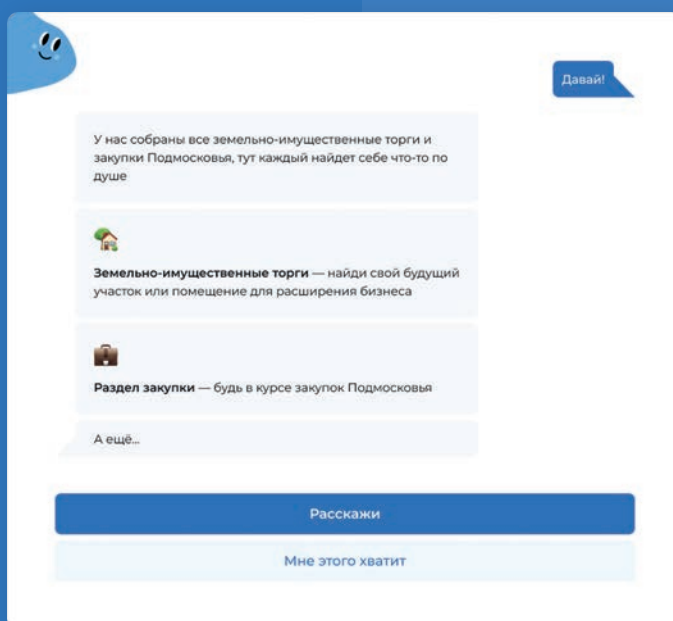 Давай!
У нас собраны все земельно-имущественные торги и
закупки Подмосковья, тут каждый найдет себе что-то по
душе
Земельно-имущественные торги — найди свой будущий
участок или помещение для расширения бизнеса
Раздел закупки — будь в курсе закупок Подмосковья
А ещё...
Расскажи
Мне этого хватит